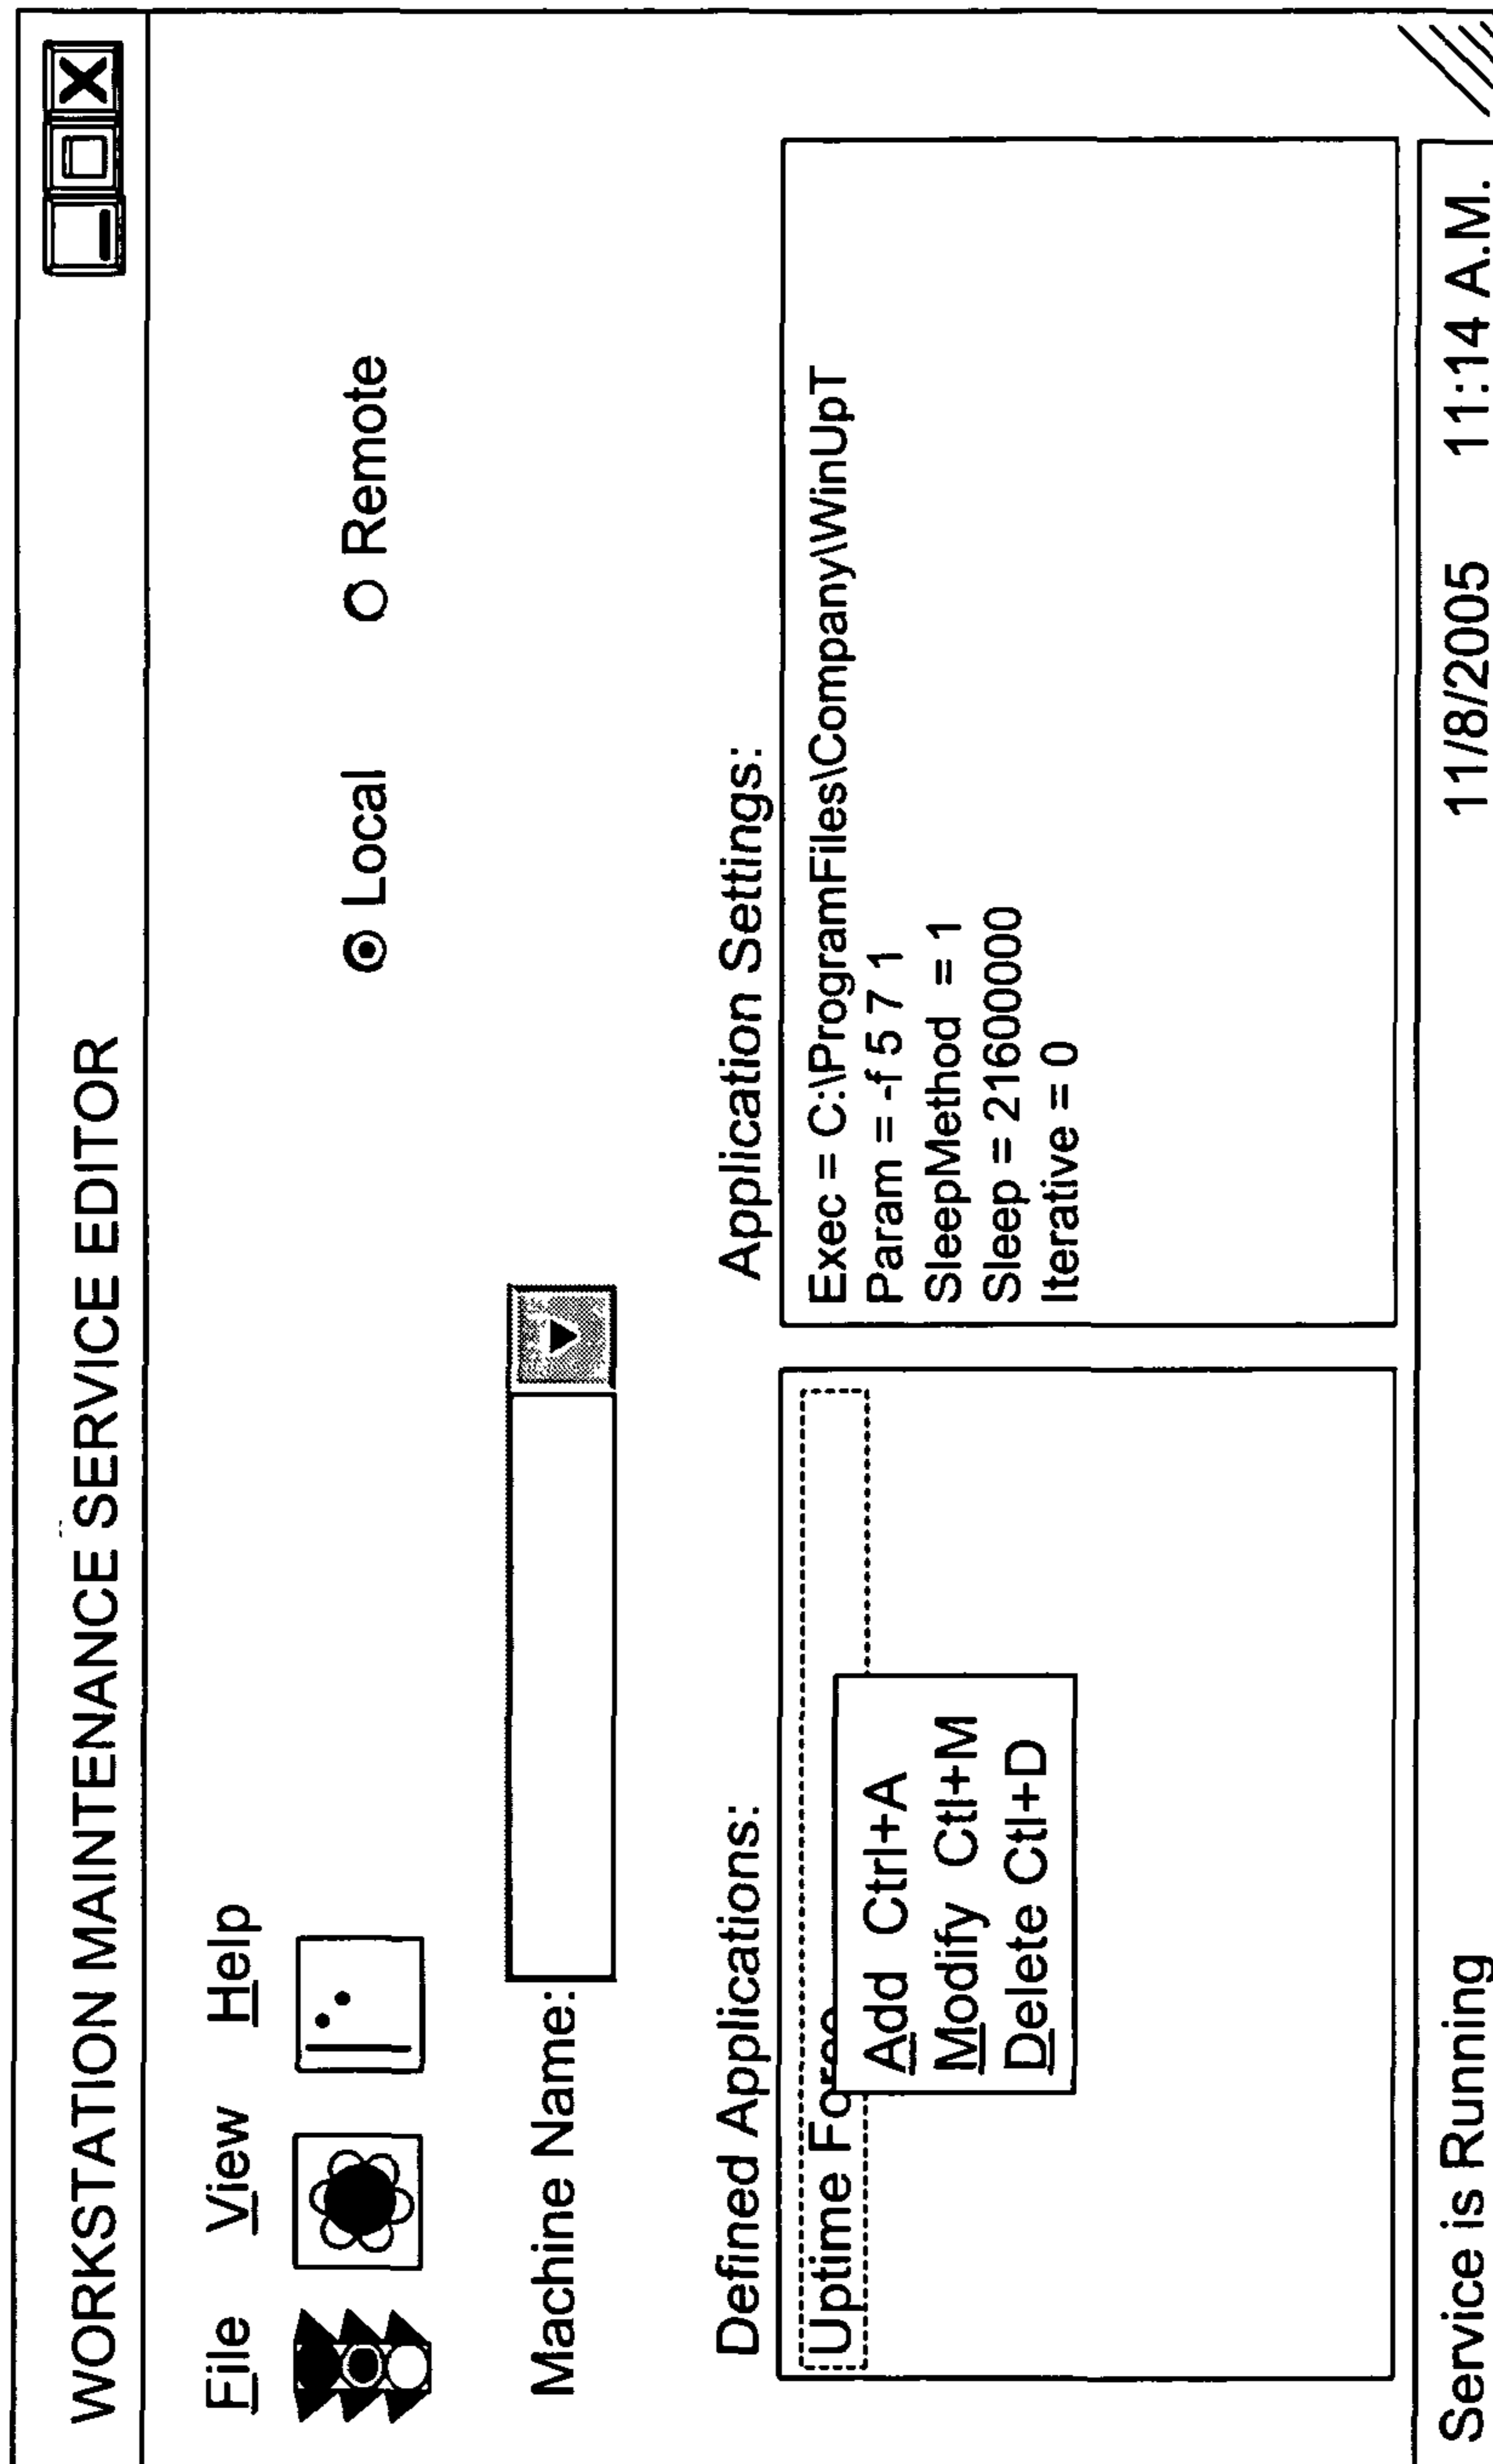 WORKSTATION MAINTENANCE SERVICE EDITOR
File View Help
Local Remote
Machine Name:
Defined Applications:
Uptime Force
Add Ctrl+A
Modify Ctl+M
Delete Ctl+D
Application Settings:
Exec = C:\ProgramFiles\Company\WinUpT
Param = -f 5 7 1
SleepMethod = 1
Sleep = 21600000
Iterative = 0
Service is Running 11/8/2005 11:14 A.M.